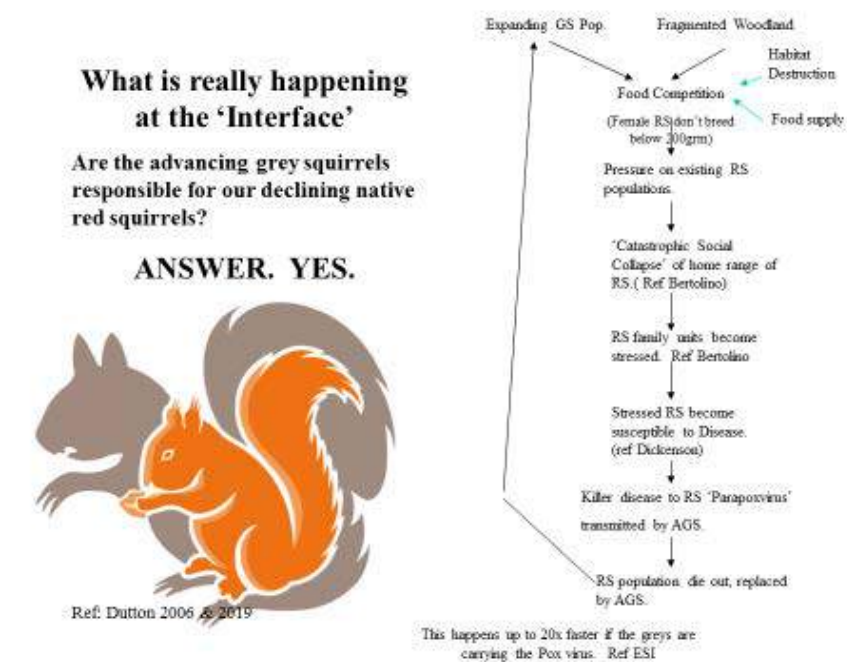 What is really happening
at the 'Interface'
Are the advancing grey squirrels
responsible for our declining native
red squirrels?
ANSWER. YES.
Ref: Dutton 2006 & 2019
Expanding GS Pop.
Fragmented Woodland
Habitat
Destruction
Food Competition
Food supply
(Female RS don't breed
below 300grm)
Pressure on existing RS
populations.
'Catastrophic Social
Collapse' of home range of
RS.( Ref Bertolino)
RS family units become
stressed. Ref Bertolino
Stressed RS become
susceptible to Disease.
(ref Dickenson)
Killer disease to RS 'Parapoxvirus'
transmitted by AGS.
RS population die out, replaced
by AGS.
This happens up to 20x faster if the greys are
carrying the Pox virus. Ref ESI